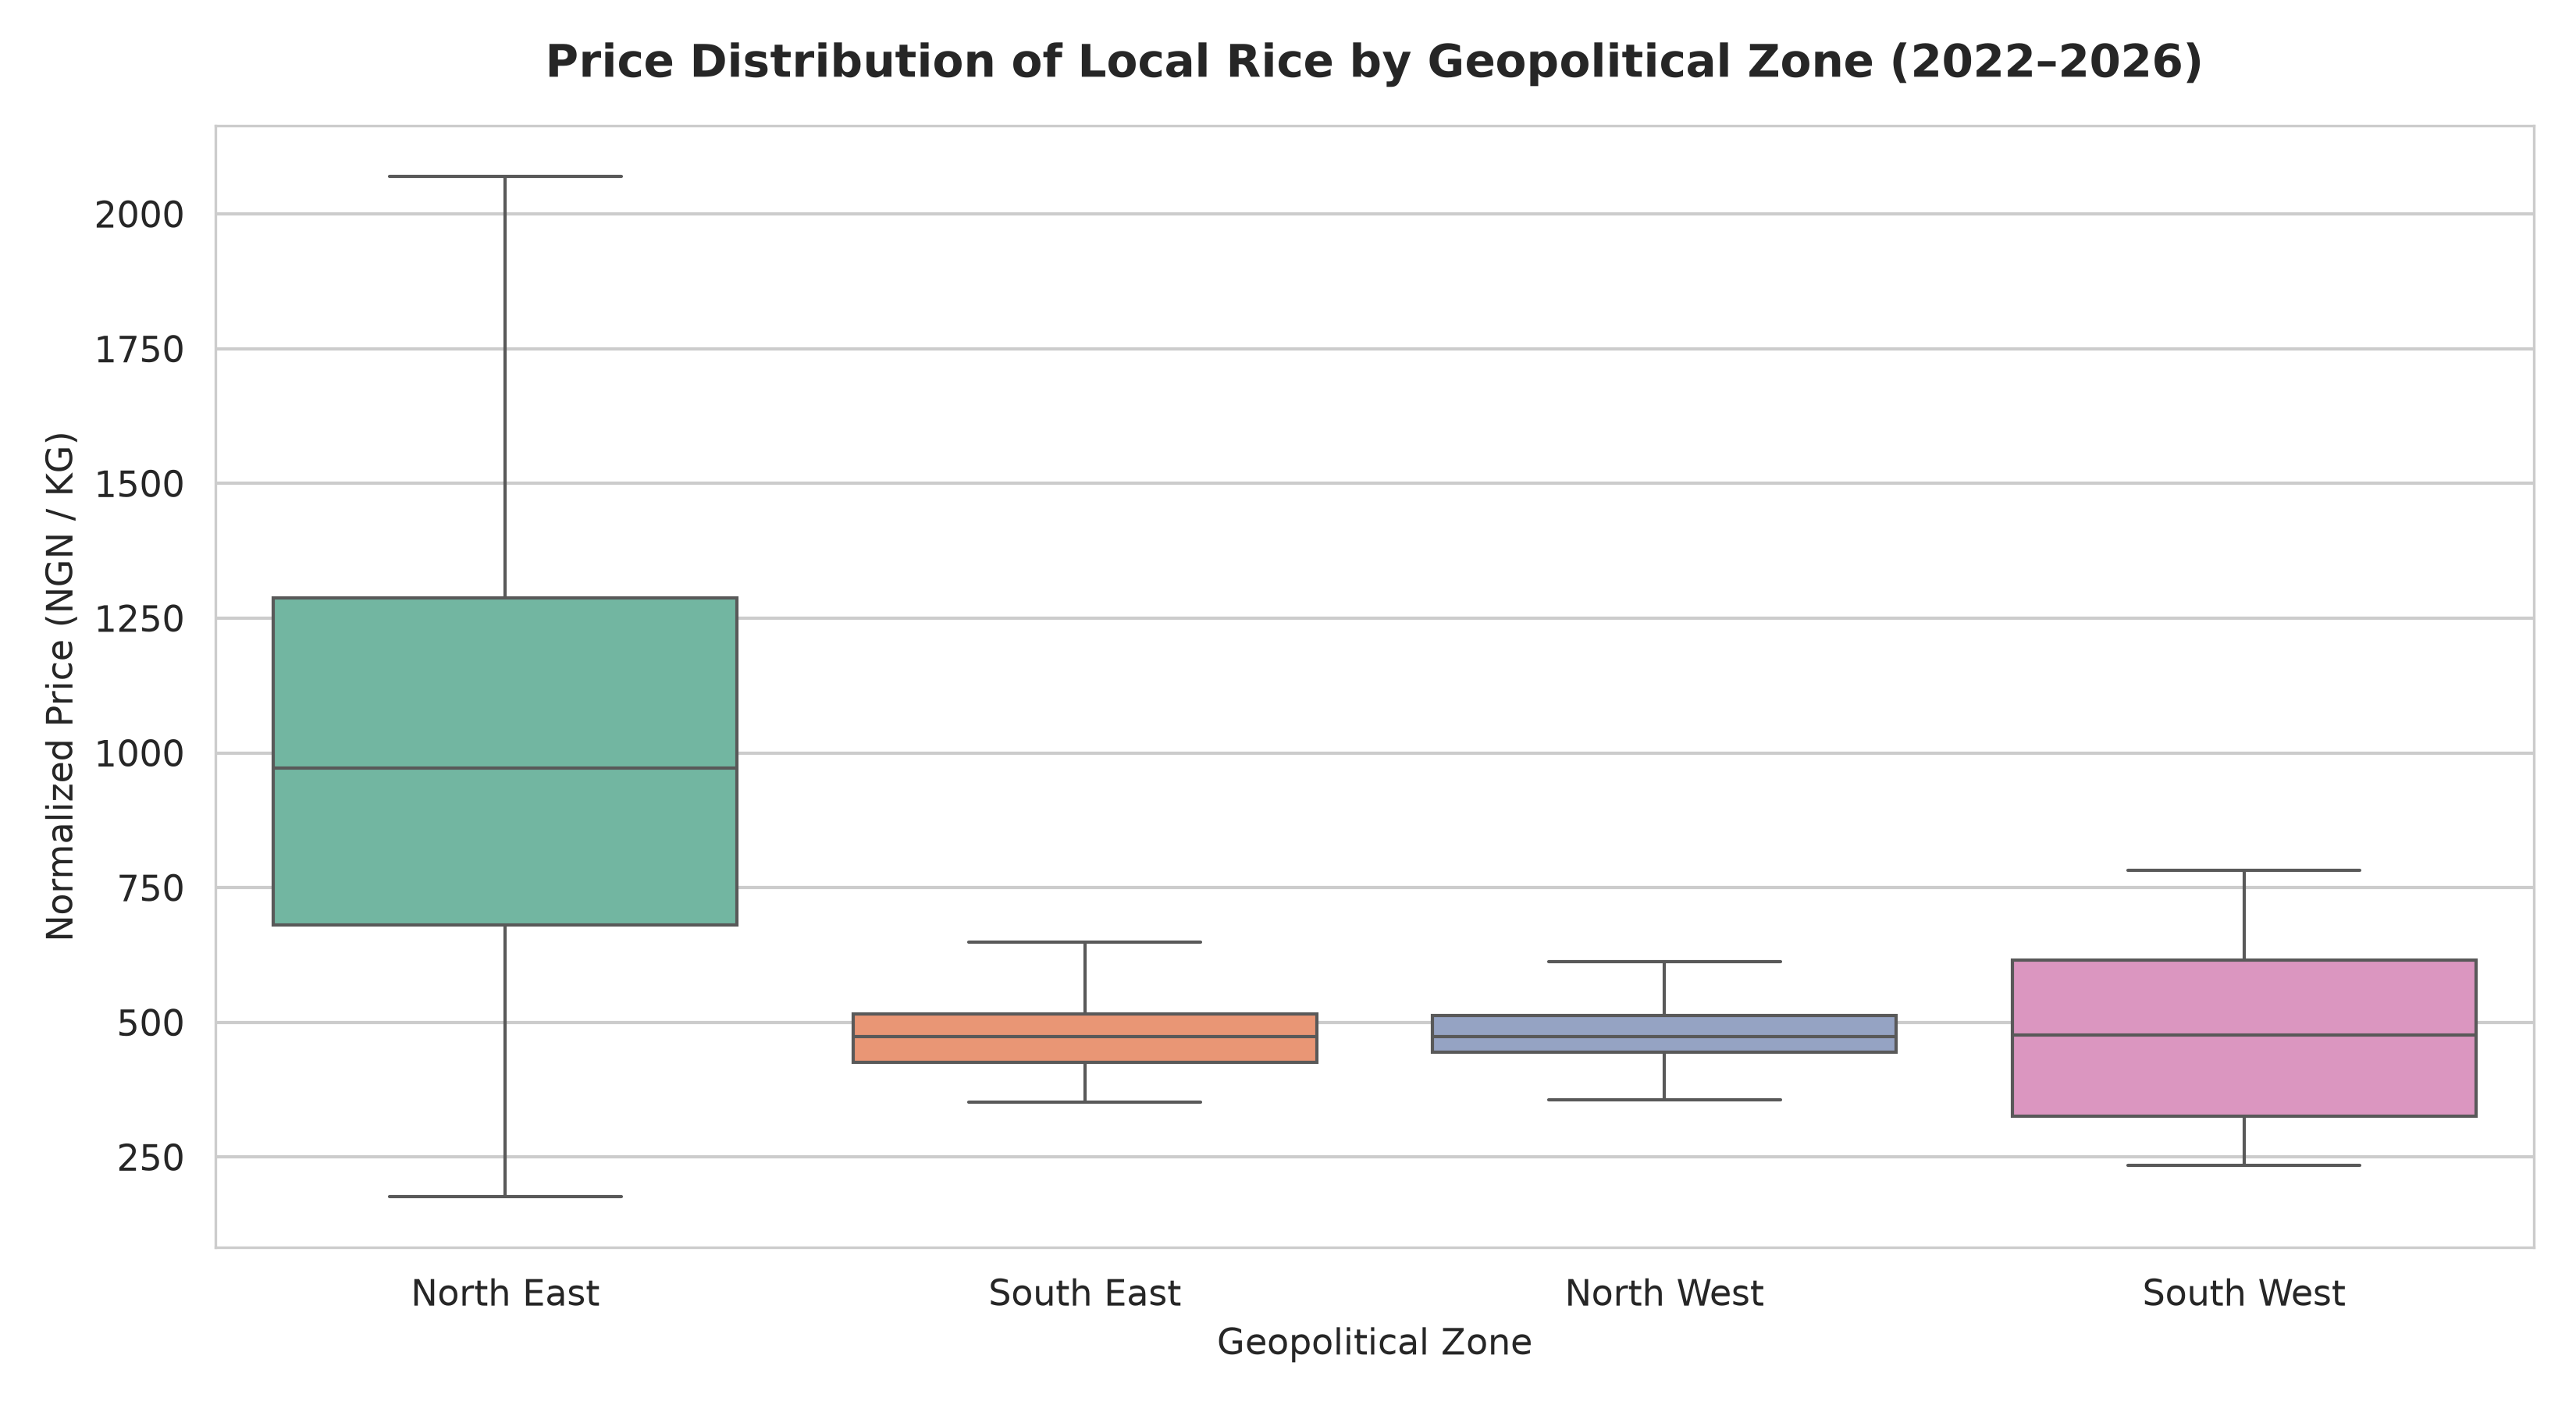 Price Distribution of Local Rice by Geopolitical Zone (2022–2026)
Normalized Price (NGN / KG)
2000
1750
1500
1250
1000
750
500
250
North East
South East
North West
South West
Geopolitical Zone